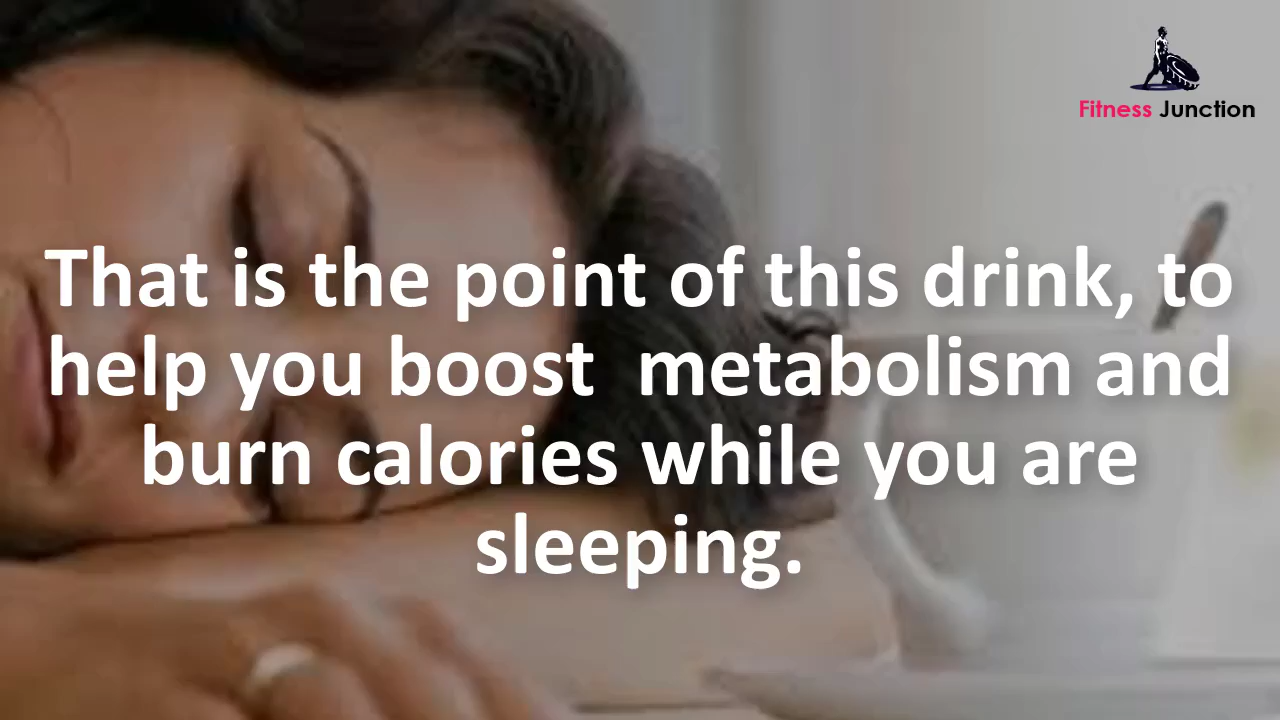 Fitness Junction
That is the point of this drink, to
help you boost  metabolism and
burn calories while you are
sleeping.